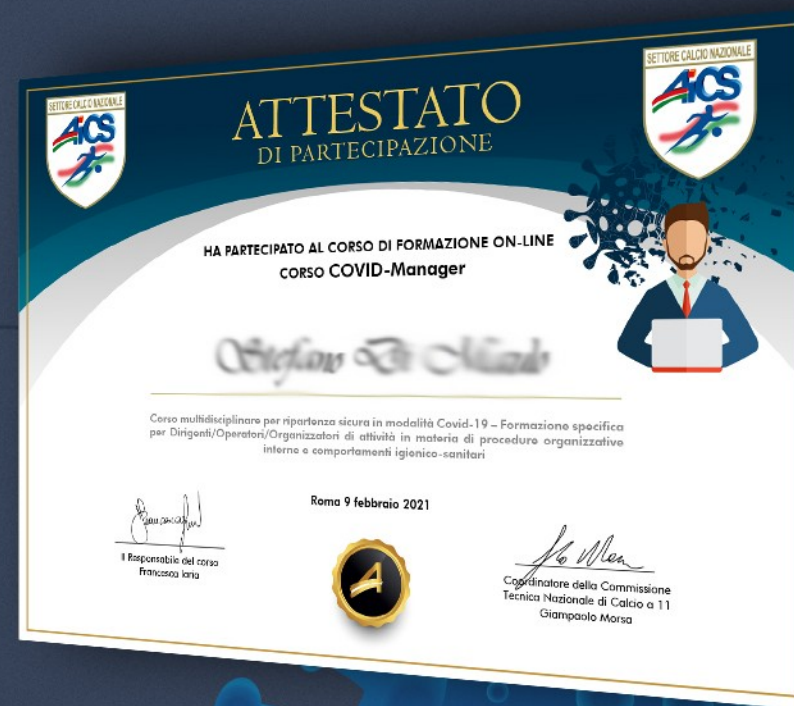 SETTORE CALCIO NAZIONALE
AiCS
SETTORE CALCIO NAZIONALE
AiCS
ATTESTATO
DI PARTECIPAZIONE
HA PARTECIPATO AL CORSO DI FORMAZIONE ON-LINE
CORSO COVID-Manager
Corso multidisciplinare per ripartenza sicura in modalità Covid-19 – Formazione specifica
per Dirigenti/Operatori/Organizzatori di attività in materia di procedure organizzative
interne e comportamenti igienico-sanitari
Roma 9 febbraio 2021
Il Responsabile del corso
Francesca Iaria
Coordinatore della Commissione
Tecnica Nazionale di Calcio a 11
Giampaolo Morsa